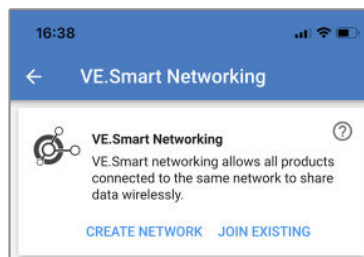 16:38
VE.Smart Networking
VE.Smart Networking
VE.Smart networking allows all products
connected to the same network to share
data wirelessly.
CREATE NETWORK JOIN EXISTING